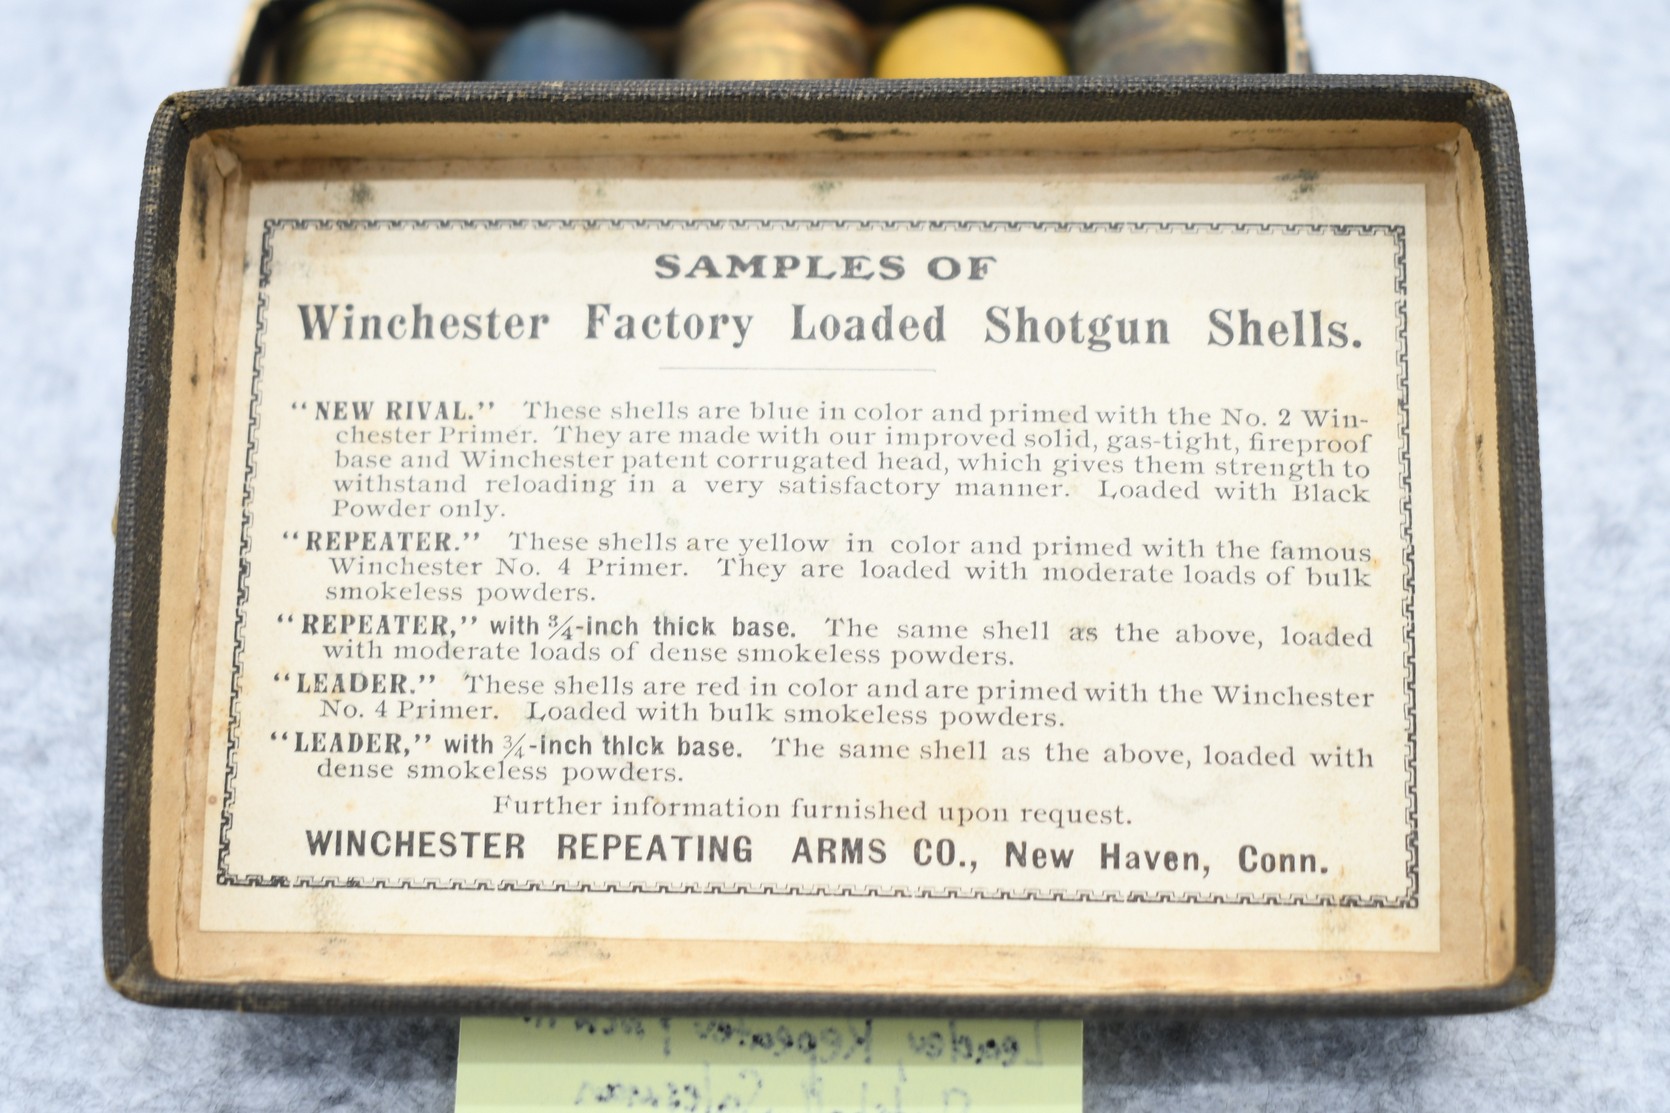 SAMPLES OF
Winchester Factory Loaded Shotgun Shells.
“NEW RIVAL.” These shells are blue in color and primed with the No. 2 Win-
chester Primer. They are made with our improved solid, gas-tight, fireproof
base and Winchester patent corrugated head, which gives them strength to
withstand reloading in a very satisfactory manner. Loaded with Black
Powder only.
“REPEATER.” These shells are yellow in color and primed with the famous
Winchester No. 4 Primer. They are loaded with moderate loads of bulk
smokeless powders.
“REPEATER,” with ¾-inch thick base. The same shell as the above, loaded
with moderate loads of dense smokeless powders.
“LEADER.” These shells are red in color and are primed with the Winchester
No. 4 Primer. Loaded with bulk smokeless powders.
“LEADER,” with ¾-inch thick base. The same shell as the above, loaded with
dense smokeless powders.
Further information furnished upon request.
WINCHESTER REPEATING ARMS CO., New Haven, Conn.
Leader, Repeater,
Salesman